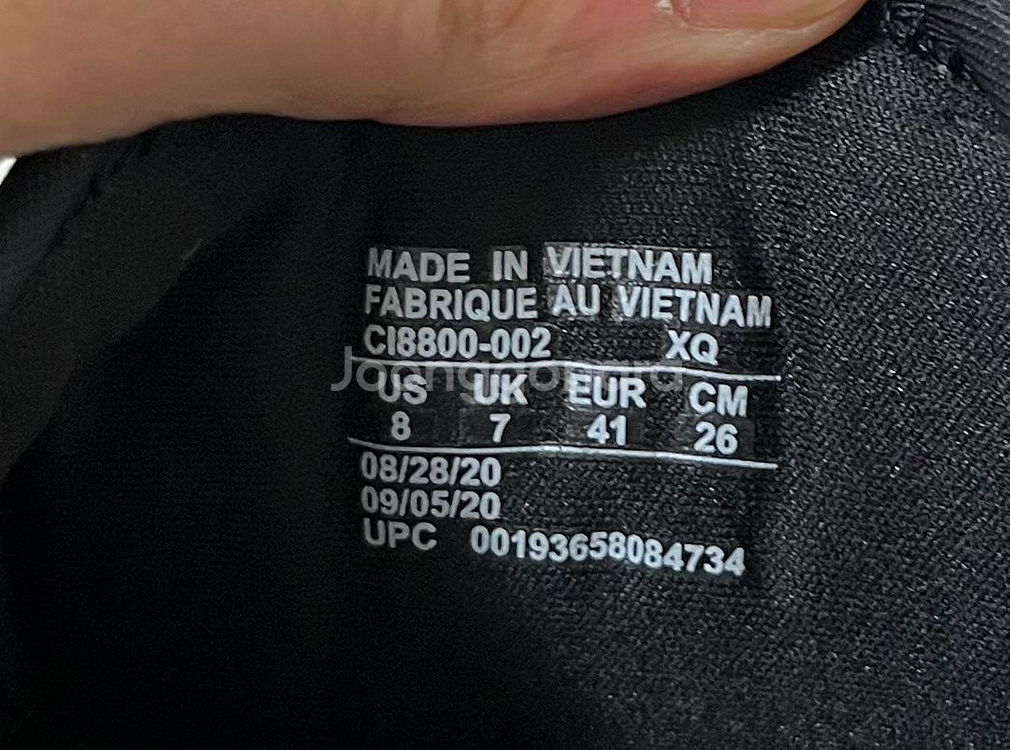 MADE IN VIETNAM
FABRIQUE AU VIETNAM
CI8800-002 XQ
US UK EUR CM
8 7 41 26
08/28/20
09/05/20
UPC 00193658084734